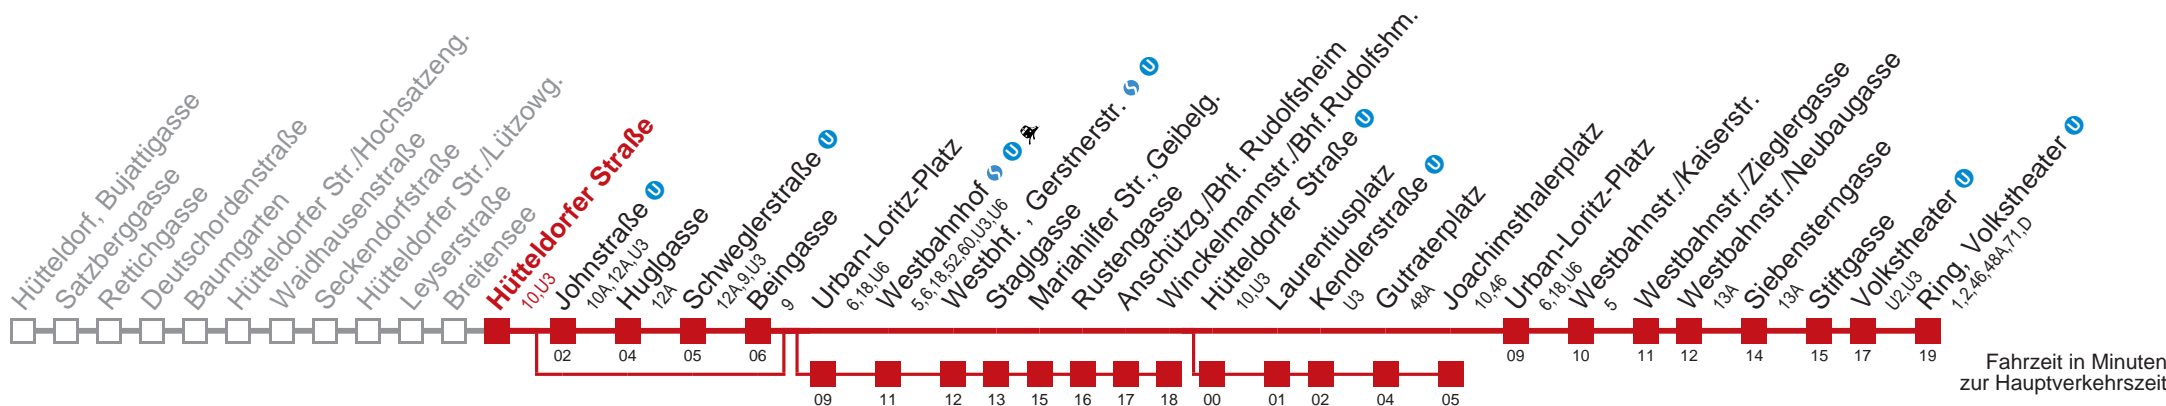 Hütteldorf, Bujattigasse
Satzberggasse
Rettichgasse
Deutschordenstraße
Baumgarten
Hütteldorfer Str./Hochsatzeng.
Waidhausenstraße
Seckendorfstraße
Hütteldorfer Str./Lützowg.
Leyserstraße
Breitensee
Hütteldorfer Straße
10,U3
Johnstraße U
10A,12A,U3
Huglgasse
12A
Schweglerstraße U
12A,9,U3
Beingasse
9
Urban-Loritz-Platz
6,18,U6
Westbahnhof S U
5,6,18,52,60,U3,U6
Westbhf. , Gerstnerstr. S U
Staglgasse
Mariahilfer Str.,Geibelg.
Rustengasse
Anschützg./Bhf. Rudolfsheim
Winckelmannstr./Bhf.Rudolfshm.
Hütteldorfer Straße U
10,U3
Laurentiusplatz
Kendlerstraße U
U3
Gutraterplatz
48A
Joachimsthalerplatz
10,46
Urban-Loritz-Platz
6,18,U6
Westbahnstr./Kaiserstr.
5
Westbahnstr./Zieglergasse
Westbahnstr./Neubaugasse
13A
Siebensterngasse
13A
Stiftgasse
Volkstheater U
U2,U3
Ring, Volkstheater U
1,2,46,48A,71,D
02 04 05 06 09 10 11 12 14 15 17 19
09 11 12 13 15 16 17 18 00 01 02 04 05
Fahrzeit in Minuten
zur Hauptverkehrszeit